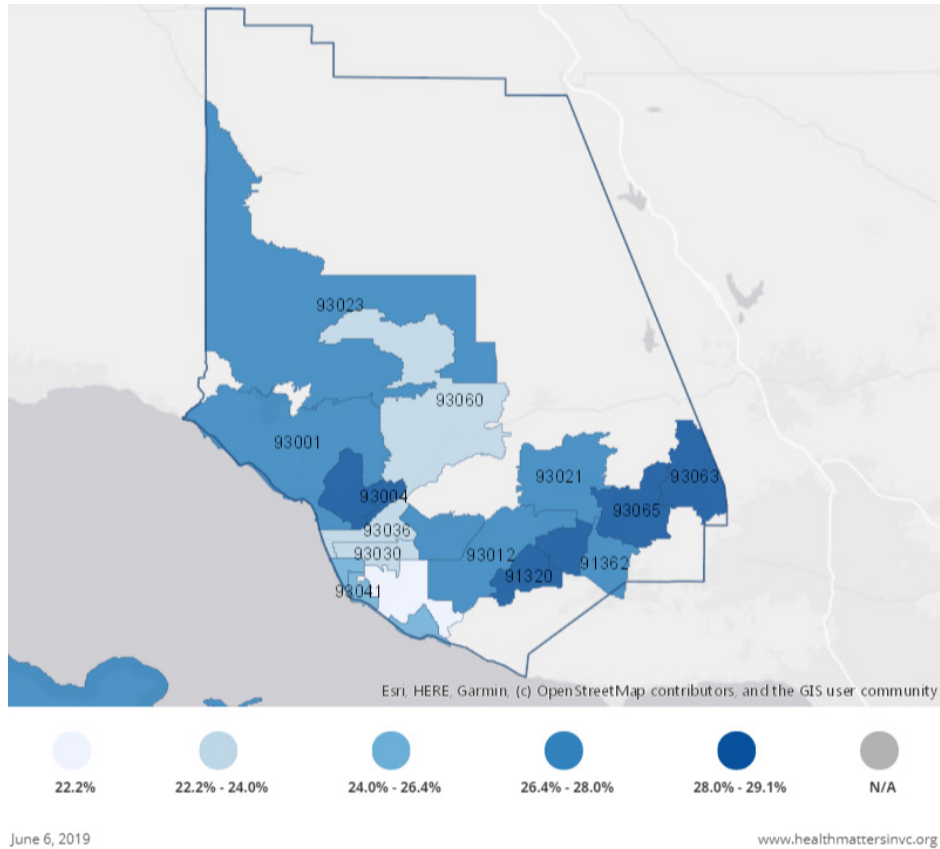 93023
93060
93001
93021
93063
93004
93065
93036
93030
93012
91362
91320
93041
Esri, HERE, Garmin, (c) OpenStreetMap contributors, and the GIS user community
22.2%
22.2% - 24.0%
24.0% - 26.4%
26.4% - 28.0%
28.0% - 29.1%
N/A
June 6, 2019
www.healthmattersinvc.org